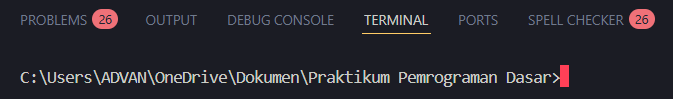 PROBLEMS 26 OUTPUT DEBUG CONSOLE TERMINAL PORTS SPELL CHECKER 26
C:\Users\ADVAN\OneDrive\Dokumen\Praktikum Pemrograman Dasar>